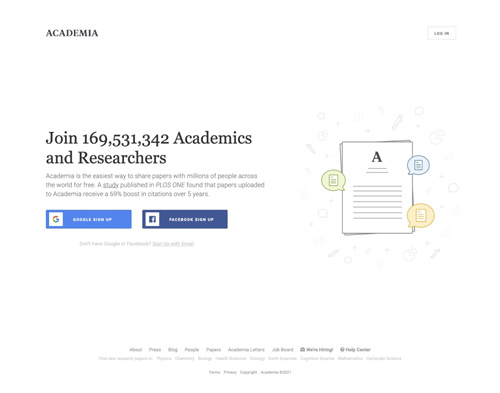 ACADEMIA
LOG IN
Join 169,531,342 Academics
and Researchers
Academia is the easiest way to share papers with millions of people across
the world for free. A study published in PLOS ONE found that papers uploaded
to Academia receive a 69% boost in citations over 5 years.
GOOGLE SIGN UP
FACEBOOK SIGN UP
Don't have Google or Facebook? Sign Up with Email
A
About Press Blog People Papers Academia Letters Job Board We're Hiring! Help Center
Find new research papers in: Physics Chemistry Biology Health Sciences Ecology Earth Sciences Cognitive Science Mathematics Computer Science
Terms Privacy Copyright Academia ©2021